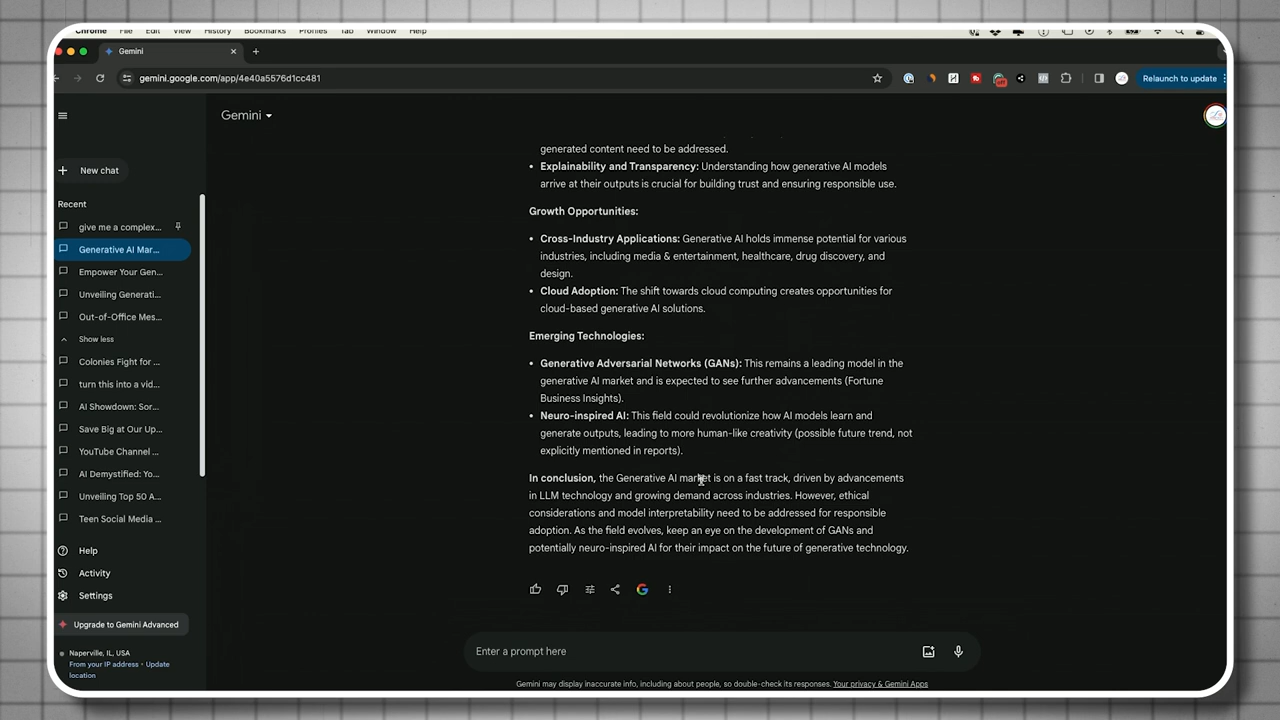 Chrome File Edit View History Bookmarks Profiles Tab Window Help
Gemini
gemini.google.com/app/4e40a5576d1cc481
Relaunch to update
Gemini
New chat
Recent
give me a complex...
Generative AI Mar...
Empower Your Gen...
Unveiling Generati...
Out-of-Office Mes...
Show less
Colonies Fight for ...
turn this into a vid...
AI Showdown: Sor...
Save Big at Our Up...
YouTube Channel ...
AI Demystified: Yo...
Unveiling Top 50 A...
Teen Social Media ...
Help
Activity
Settings
Upgrade to Gemini Advanced
Naperville, IL, USA
From your IP address • Update
location
generated content need to be addressed.
• Explainability and Transparency: Understanding how generative AI models
arrive at their outputs is crucial for building trust and ensuring responsible use.
Growth Opportunities:
• Cross-Industry Applications: Generative AI holds immense potential for various
industries, including media & entertainment, healthcare, drug discovery, and
design.
• Cloud Adoption: The shift towards cloud computing creates opportunities for
cloud-based generative AI solutions.
Emerging Technologies:
• Generative Adversarial Networks (GANs): This remains a leading model in the
generative AI market and is expected to see further advancements (Fortune
Business Insights).
• Neuro-inspired AI: This field could revolutionize how AI models learn and
generate outputs, leading to more human-like creativity (possible future trend, not
explicitly mentioned in reports).
In conclusion, the Generative AI market is on a fast track, driven by advancements
in LLM technology and growing demand across industries. However, ethical
considerations and model interpretability need to be addressed for responsible
adoption. As the field evolves, keep an eye on the development of GANs and
potentially neuro-inspired AI for their impact on the future of generative technology.
Enter a prompt here
Gemini may display inaccurate info, including about people, so double-check its responses. Your privacy & Gemini Apps